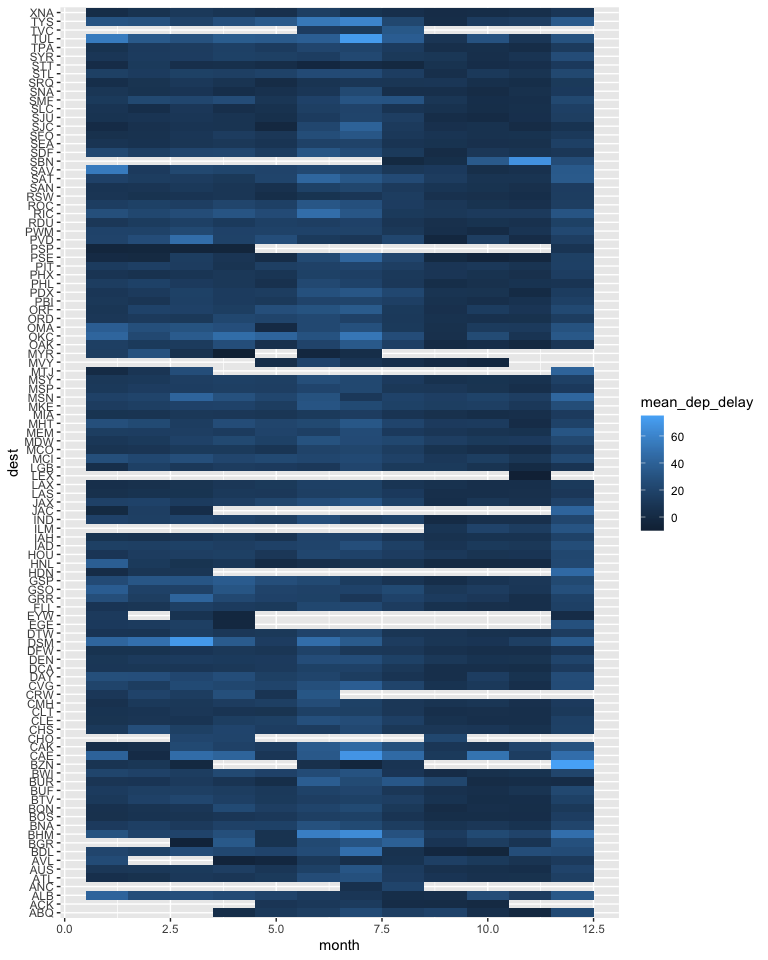 XNA
TYS
TVC
TUL
TPA
SYR
STT
STL
SRQ
SNA
SMF
SLC
SJU
SJC
SFO
SEA
SDF
SBN
SAV
SAT
SAN
RSW
ROC
RIC
RDU
PWM
PVD
PSP
PSE
PIT
PHX
PHL
PDX
PBI
ORF
ORD
OMA
OKC
OAK
MYR
MVY
MTJ
MSY
MSP
MSN
MKE
MIA
MHT
MEM
MDW
MCO
MCI
LGB
LEX
LAX
LAS
JAX
JAC
IND
ILM
IAH
IAD
HOU
HNL
HDN
GSP
GSO
GRR
FLL
EYW
EGE
DTW
DSM
DFW
DEN
DCA
DAY
CVG
CRW
CMH
CLT
CLE
CHS
CHO
CAK
CAE
BZN
BWI
BUR
BUF
BTV
BQN
BOS
BNA
BHM
BGR
BDL
AVL
AUS
ATL
ANC
ALB
ACK
ABQ
dest
0.0 2.5 5.0 7.5 10.0 12.5
month
mean_dep_delay
60
40
20
0